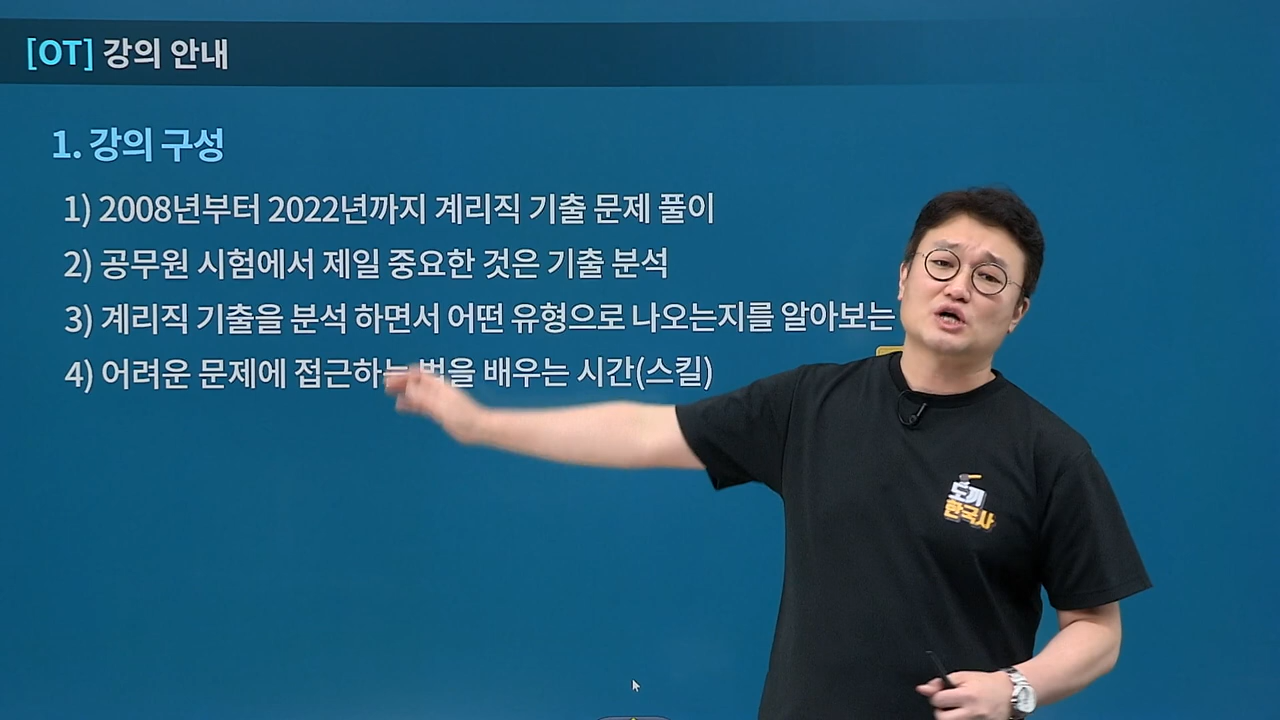 [OT] 강의 안내
1. 강의 구성
1) 2008년부터 2022년까지 계리직 기출 문제 풀이
2) 공무원 시험에서 제일 중요한 것은 기출 분석
3) 계리직 기출을 분석 하면서 어떤 유형으로 나오는지를 알아보는
4) 어려운 문제에 접근하는 법을 배우는 시간(스킬)
도끼
한국사